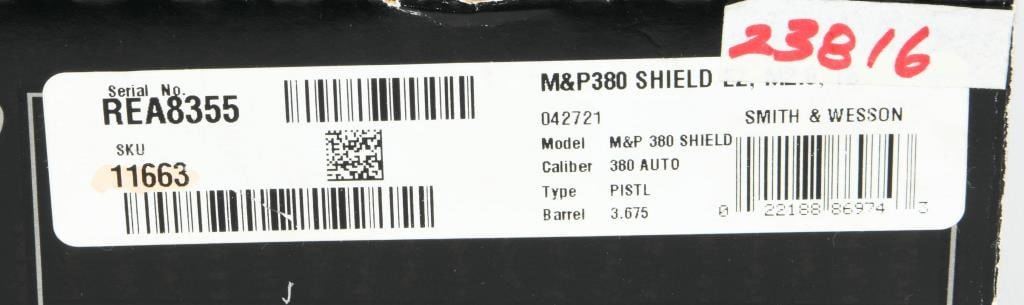 23816
Serial No.
REA8355
SKU
11663
M&P380 SHIELD
042721
SMITH & WESSON
Model M&P 380 SHIELD
Caliber 380 AUTO
Type PISTL
Barrel 3.675
0 22188 86974 3